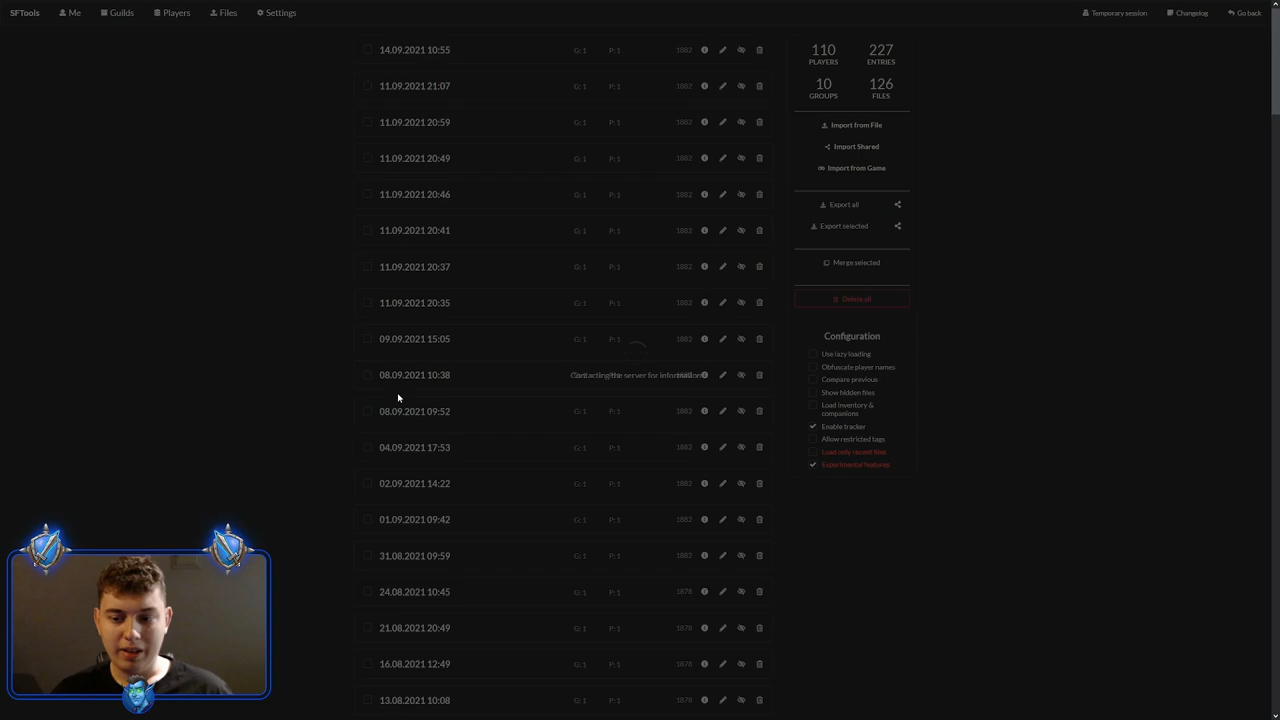 SFTools Me Guilds Players Files Settings Temporary session Changelog Go back
14.09.2021 10:55 G: 1 P: 1 1882
11.09.2021 21:07 G: 1 P: 1 1882
11.09.2021 20:59 G: 1 P: 1 1882
11.09.2021 20:49 G: 1 P: 1 1882
11.09.2021 20:46 G: 1 P: 1 1882
11.09.2021 20:41 G: 1 P: 1 1882
11.09.2021 20:37 G: 1 P: 1 1882
11.09.2021 20:35 G: 1 P: 1 1882
09.09.2021 15:05 G: 1 P: 1 1882
08.09.2021 10:38
Contacting the server for information
08.09.2021 09:52 G: 1 P: 1 1882
04.09.2021 17:53 G: 1 P: 1 1882
02.09.2021 14:22 G: 1 P: 1 1882
01.09.2021 09:42 G: 1 P: 1 1882
31.08.2021 09:59 G: 1 P: 1 1882
24.08.2021 10:45 G: 1 P: 1 1878
21.08.2021 20:49 G: 1 P: 1 1878
16.08.2021 12:49 G: 1 P: 1 1878
13.08.2021 10:08 G: 1 P: 1 1878
110 227
PLAYERS ENTRIES
10 126
GROUPS FILES
Import from File
Import Shared
Import from Game
Export all
Export selected
Merge selected
Delete all
Configuration
Use lazy loading
Obfuscate player names
Compare previous
Show hidden files
Load inventory &
companions
Enable tracker
Allow restricted tags
Load only recent files
Experimental features